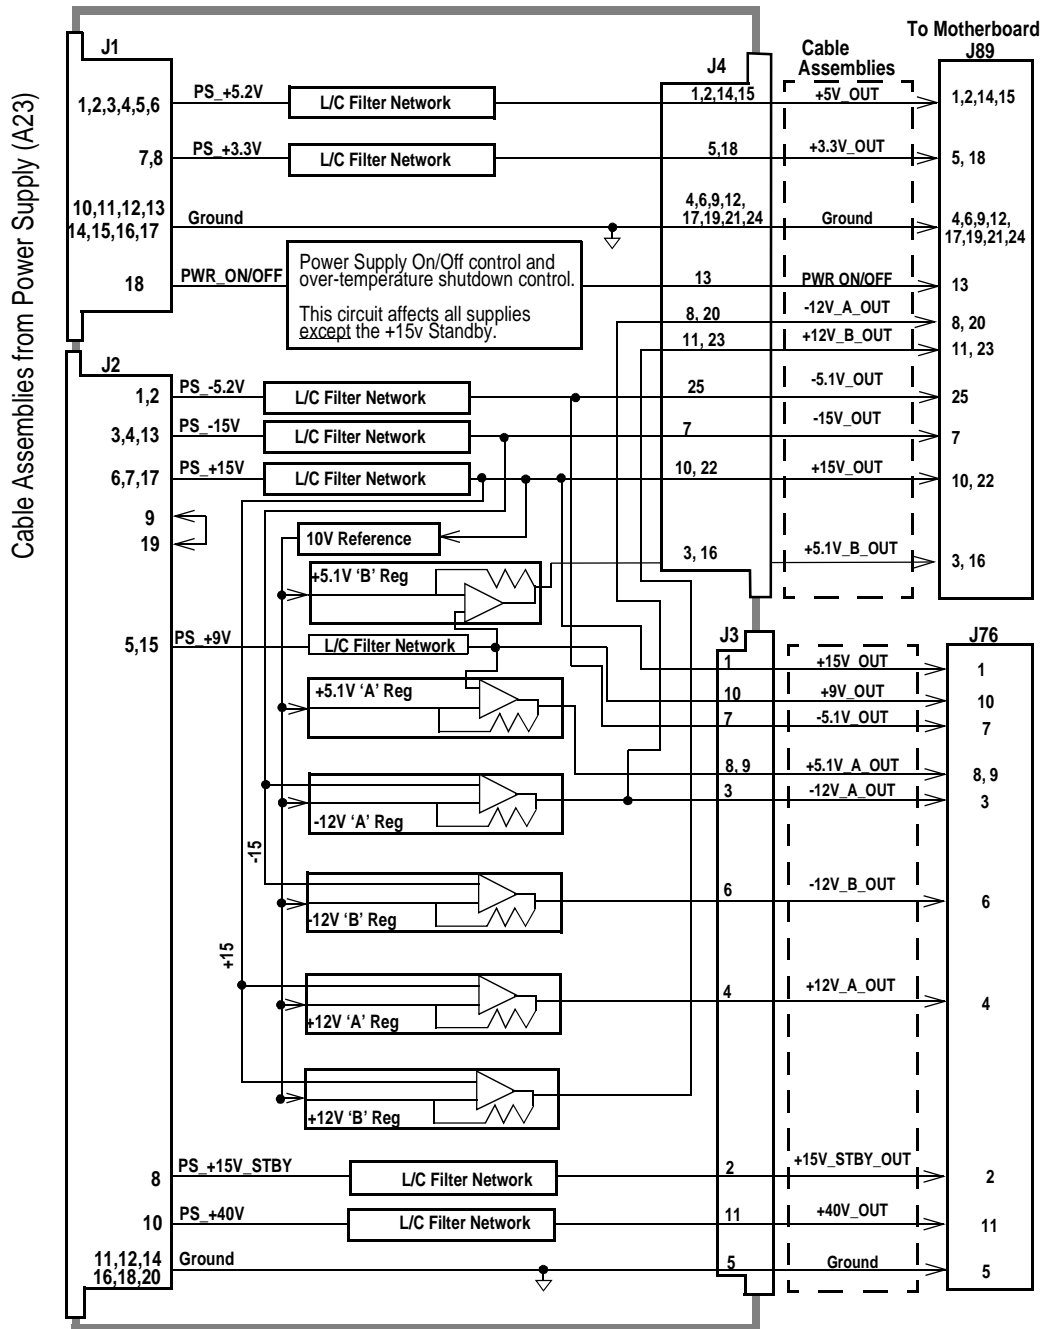 To Motherboard
J89
Cable
Assemblies
J1
J4
1,2,3,4,5,6
PS_+5.2V
L/C Filter Network
1,2,14,15
+5V_OUT
1,2,14,15
7,8
PS_+3.3V
L/C Filter Network
5,18
+3.3V_OUT
5, 18
10,11,12,13
14,15,16,17
Ground
4,6,9,12,
17,19,21,24
Ground
4,6,9,12,
17,19,21,24
18
PWR_ON/OFF
Power Supply On/Off control and
over-temperature shutdown control.
This circuit affects all supplies
except the +15v Standby.
13
PWR ON/OFF
13
8, 20
-12V_A_OUT
8, 20
11, 23
+12V_B_OUT
11, 23
Cable Assemblies from Power Supply (A23)
J2
1,2
PS_-5.2V
L/C Filter Network
25
-5.1V_OUT
25
3,4,13
PS_-15V
L/C Filter Network
7
-15V_OUT
7
6,7,17
PS_+15V
L/C Filter Network
10, 22
+15V_OUT
10, 22
9
19
10V Reference
3, 16
+5.1V_B_OUT
3, 16
+5.1V 'B' Reg
5,15
PS_+9V
L/C Filter Network
J3
J76
1
+15V_OUT
1
+5.1V 'A' Reg
10
+9V_OUT
10
7
-5.1V_OUT
7
8, 9
+5.1V_A_OUT
8, 9
3
-12V_A_OUT
3
-12V 'A' Reg
-15
6
-12V_B_OUT
6
-12V 'B' Reg
+15
4
+12V_A_OUT
4
+12V 'A' Reg
+12V 'B' Reg
8
PS_+15V_STBY
L/C Filter Network
2
+15V_STBY_OUT
2
10
PS_+40V
L/C Filter Network
11
+40V_OUT
11
11,12,14
16,18,20
Ground
5
Ground
5